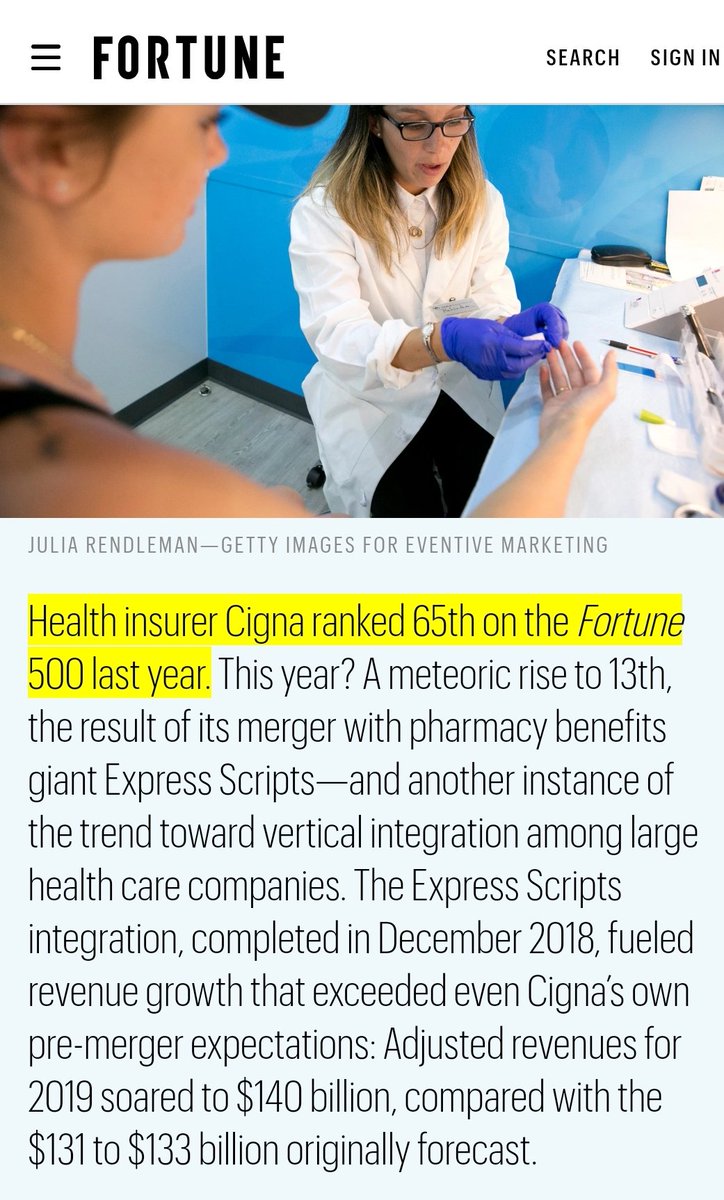 FORTUNE SEARCH SIGN IN
JULIA RENDLEMAN—GETTY IMAGES FOR EVENTIVE MARKETING
Health insurer Cigna ranked 65th on the Fortune
500 last year. This year? A meteoric rise to 13th,
the result of its merger with pharmacy benefits
giant Express Scripts—and another instance of
the trend toward vertical integration among large
health care companies. The Express Scripts
integration, completed in December 2018, fueled
revenue growth that exceeded even Cigna’s own
pre-merger expectations: Adjusted revenues for
2019 soared to $140 billion, compared with the
$131 to $133 billion originally forecast.